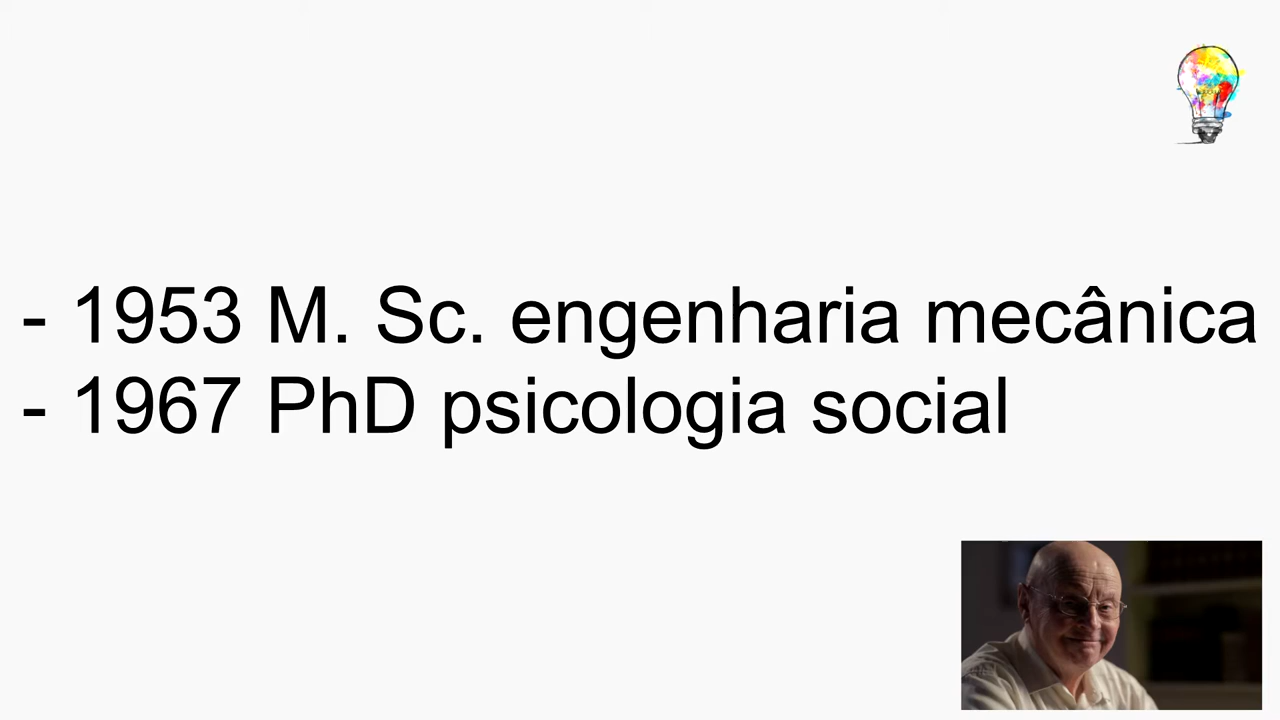 - 1953 M. Sc. engenharia mecânica
- 1967 PhD psicologia social